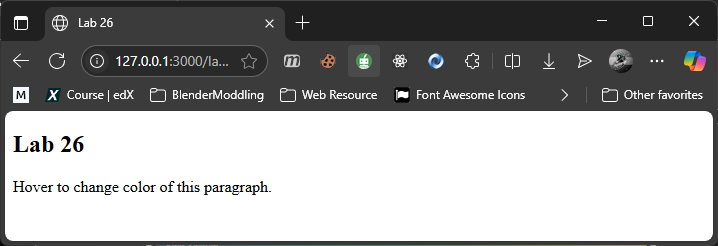 Lab 26
127.0.0.1:3000/la...
M
X Course | edX
BlenderModdling
Web Resource
Font Awesome Icons
Other favorites
Lab 26
Hover to change color of this paragraph.